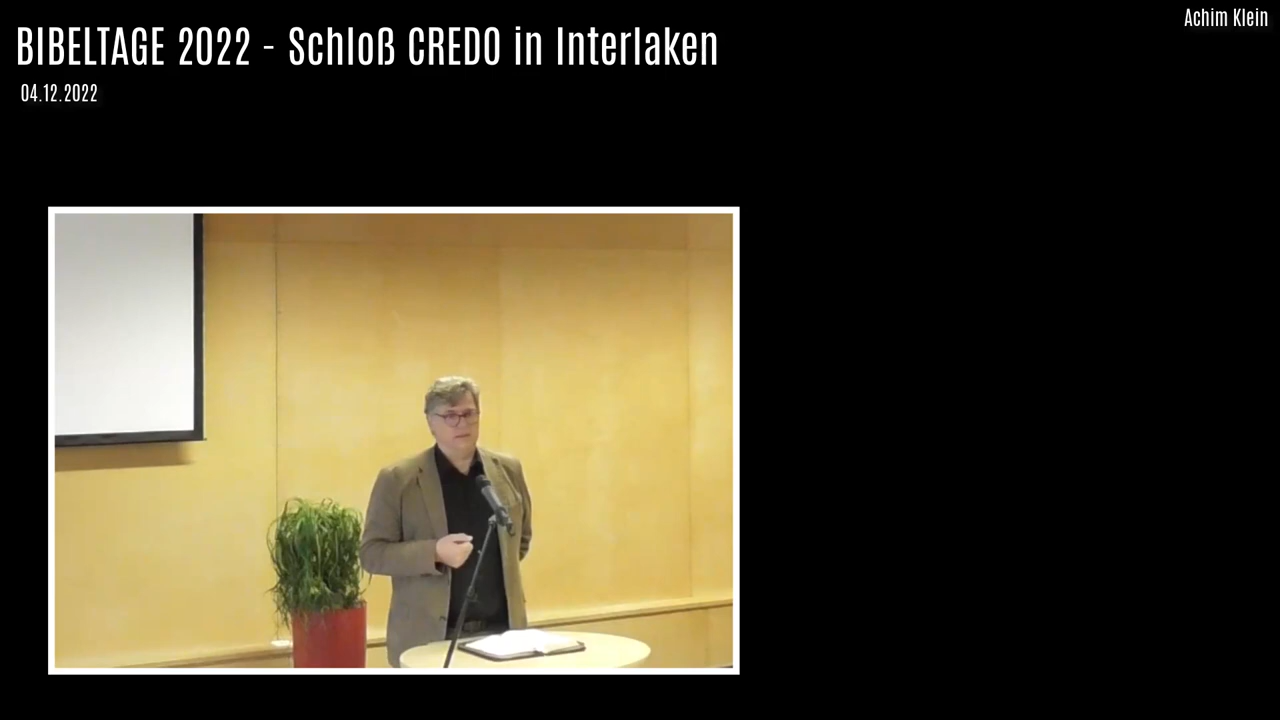 BIBELTAGE 2022 - Schloß CREDO in Interlaken
Achim Klein
04.12.2022